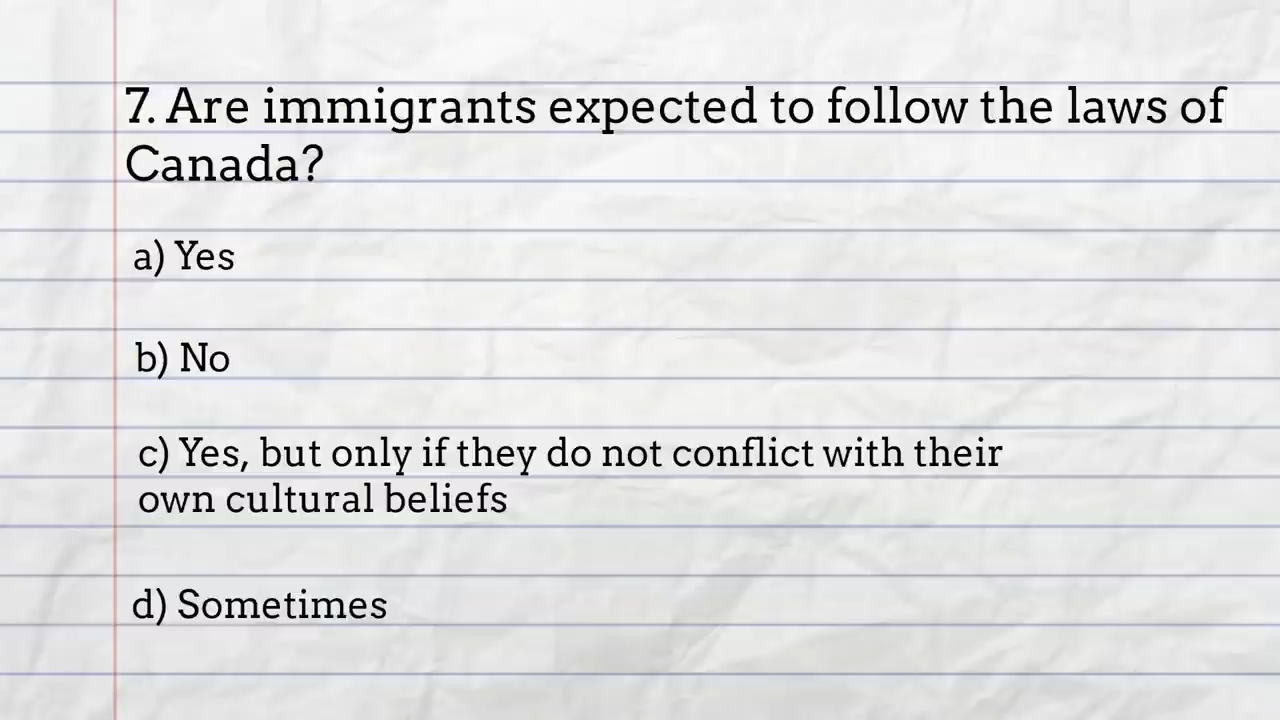 7. Are immigrants expected to follow the laws of
Canada?
a) Yes
b) No
c) Yes, but only if they do not conflict with their
own cultural beliefs
d) Sometimes